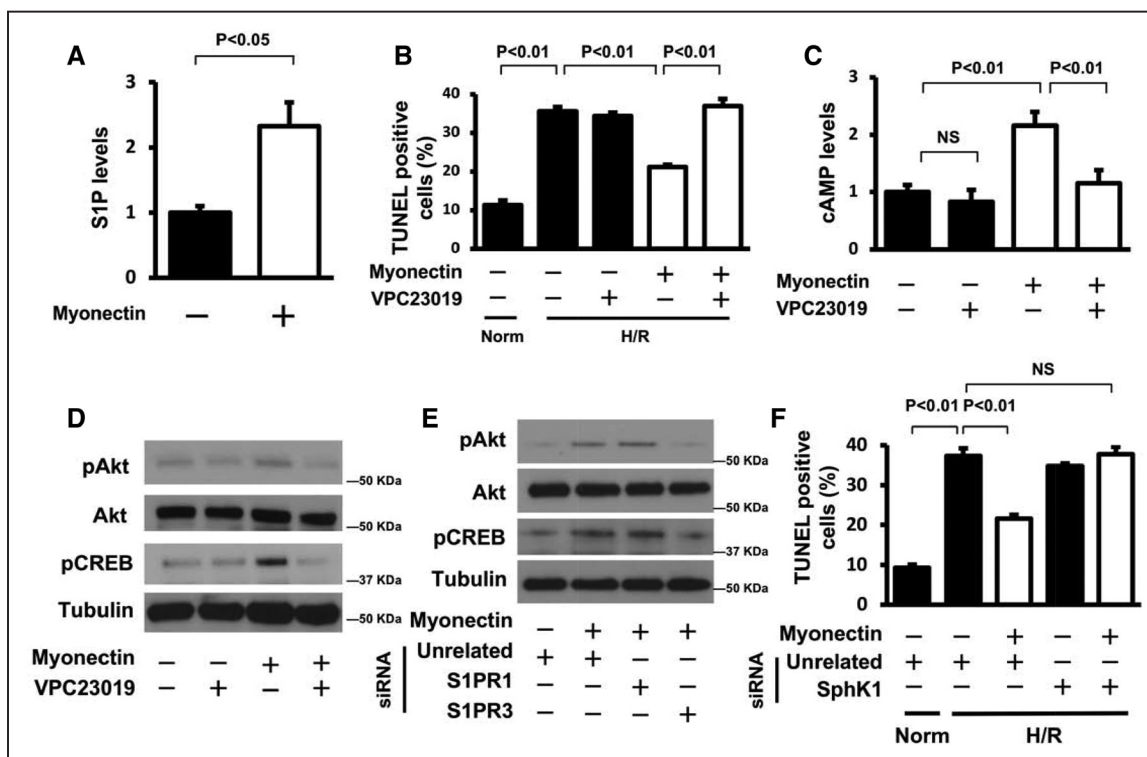 A
P<0.05
S1P levels
3
2
1
0
Myonectin − +
B
P<0.01 P<0.01 P<0.01
TUNEL positive
cells (%)
40
30
20
10
0
Myonectin − − − + +
VPC23019 − − + − +
Norm H/R
C
P<0.01 P<0.01
NS
cAMP levels
3
2
1
0
Myonectin − − + +
VPC23019 − + − +
D
pAkt
—50 KDa
Akt
—50 KDa
pCREB
—37 KDa
Tubulin
—50 KDa
Myonectin − − + +
VPC23019 − + − +
E
pAkt
—50 KDa
Akt
—50 KDa
pCREB
—37 KDa
Tubulin
—50 KDa
Myonectin − + + +
siRNA
Unrelated + + − −
S1PR1 − − + −
S1PR3 − − − +
F
NS
P<0.01 P<0.01
TUNEL positive
cells (%)
40
30
20
10
0
Myonectin − − + − +
siRNA
Unrelated + + + − −
SphK1 − − − + +
Norm H/R